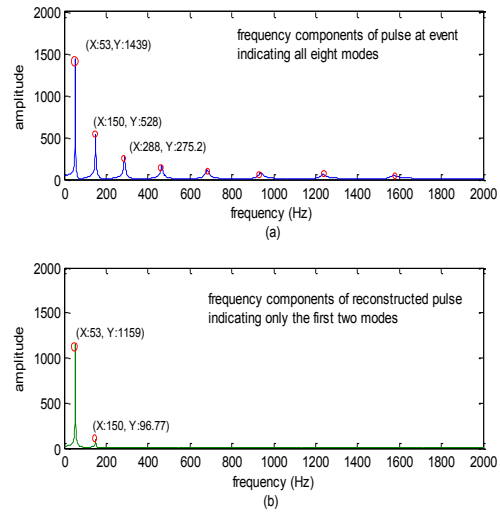 2000
frequency components of pulse at event
indicating all eight modes
1500
(X:53,Y:1439)
amplitude
1000
(X:150, Y:528)
500
(X:288, Y:275.2)
0
0 200 400 600 800 1000 1200 1400 1600 1800 2000
frequency (Hz)
(a)
2000
frequency components of reconstructed pulse
indicating only the first two modes
1500
(X:53, Y:1159)
amplitude
1000
500
(X:150, Y:96.77)
0
0 200 400 600 800 1000 1200 1400 1600 1800 2000
frequency (Hz)
(b)